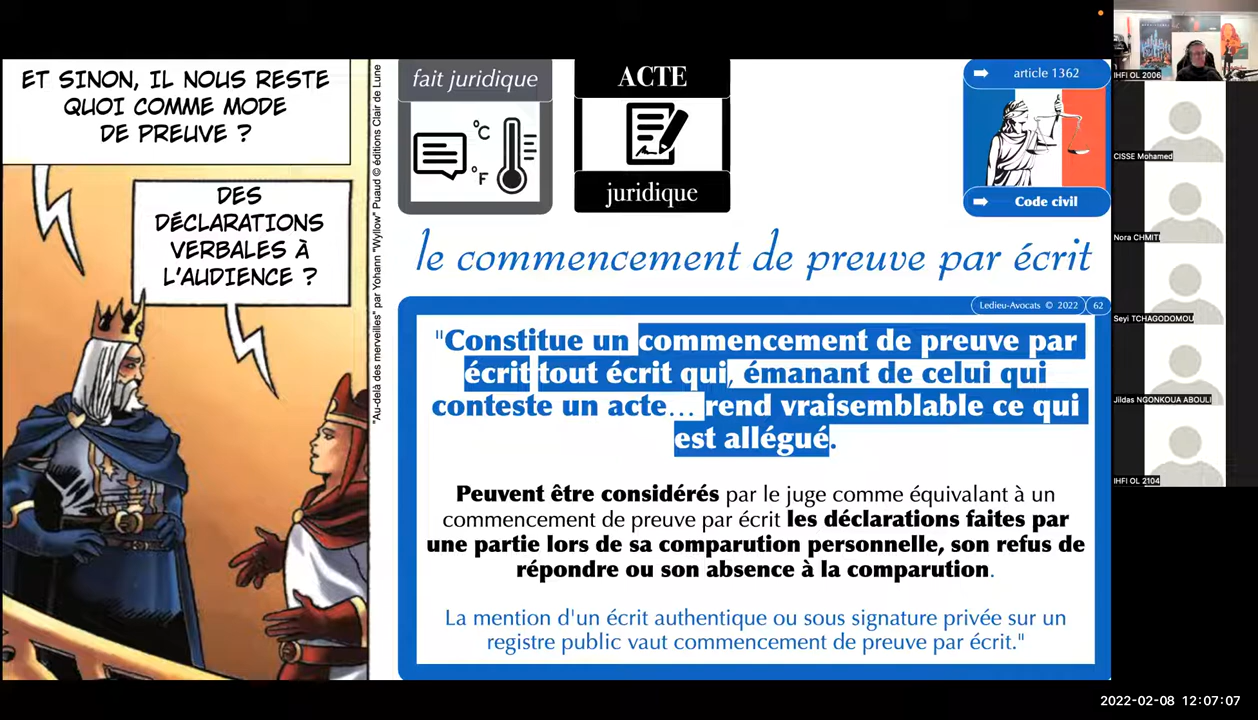 ET SINON, IL NOUS RESTE
QUOI COMME MODE
DE PREUVE ?
DES
DÉCLARATIONS
VERBALES À
L'AUDIENCE ?
"Au-delà des merveilles" par Yohann "Wyllow" Puaud © éditions Clair de Lune
fait juridique
°C
°F
ACTE
juridique
article 1362
Code civil
le commencement de preuve par écrit
Ledieu-Avocats © 2022 62
"Constitue un commencement de preuve par
écrit tout écrit qui, émanant de celui qui
conteste un acte... rend vraisemblable ce qui
est allégué.
Peuvent être considérés par le juge comme équivalant à un
commencement de preuve par écrit les déclarations faites par
une partie lors de sa comparution personnelle, son refus de
répondre ou son absence à la comparution.
La mention d'un écrit authentique ou sous signature privée sur un
registre public vaut commencement de preuve par écrit."
IHFI OL 2006
CISSE Mohamed
Nora CHMITI
Seyi TCHAGODOMOU
Jildas NGONKOUA ABOULI
IHFI OL 2104
2022-02-08 12:07:07